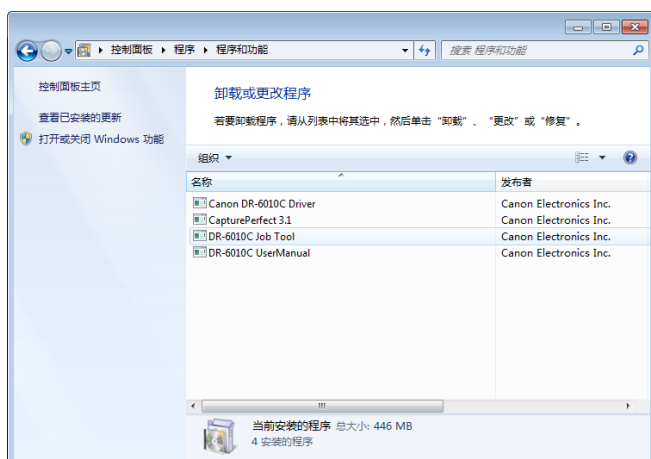 控制面板 ▸ 程序 ▸ 程序和功能
搜索 程序和功能
控制面板主页
查看已安装的更新
打开或关闭 Windows 功能
卸载或更改程序
若要卸载程序，请从列表中将其选中，然后单击“卸载”、“更改”或“修复”。
组织
名称 发布者
Canon DR-6010C Driver Canon Electronics Inc.
CapturePerfect 3.1 Canon Electronics Inc.
DR-6010C Job Tool Canon Electronics Inc.
DR-6010C UserManual Canon Electronics Inc.
当前安装的程序 总大小: 446 MB
4 安装的程序